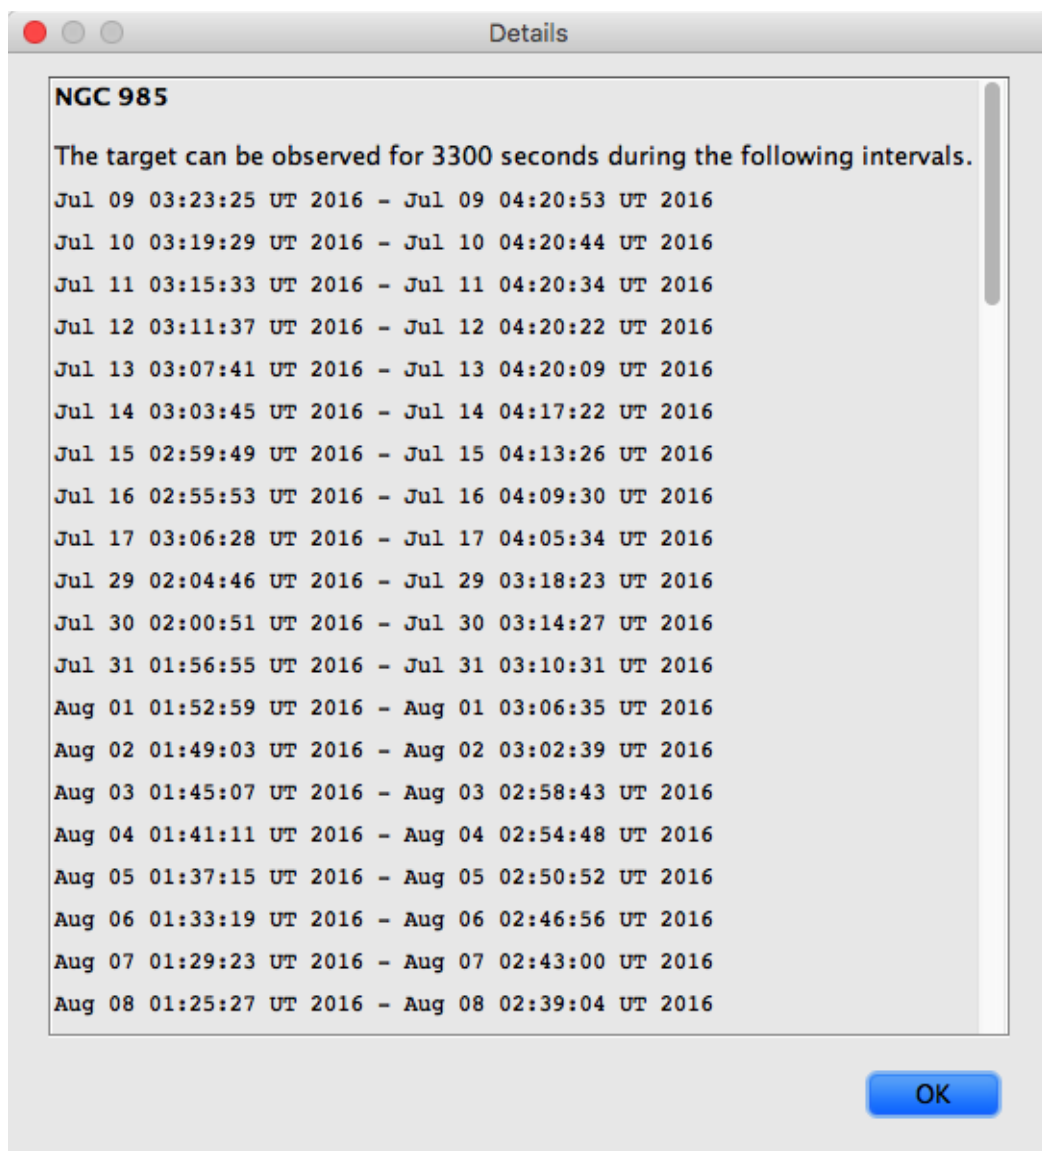 Details
NGC 985
The target can be observed for 3300 seconds during the following intervals.
Jul 09 03:23:25 UT 2016 - Jul 09 04:20:53 UT 2016
Jul 10 03:19:29 UT 2016 - Jul 10 04:20:44 UT 2016
Jul 11 03:15:33 UT 2016 - Jul 11 04:20:34 UT 2016
Jul 12 03:11:37 UT 2016 - Jul 12 04:20:22 UT 2016
Jul 13 03:07:41 UT 2016 - Jul 13 04:20:09 UT 2016
Jul 14 03:03:45 UT 2016 - Jul 14 04:17:22 UT 2016
Jul 15 02:59:49 UT 2016 - Jul 15 04:13:26 UT 2016
Jul 16 02:55:53 UT 2016 - Jul 16 04:09:30 UT 2016
Jul 17 03:06:28 UT 2016 - Jul 17 04:05:34 UT 2016
Jul 29 02:04:46 UT 2016 - Jul 29 03:18:23 UT 2016
Jul 30 02:00:51 UT 2016 - Jul 30 03:14:27 UT 2016
Jul 31 01:56:55 UT 2016 - Jul 31 03:10:31 UT 2016
Aug 01 01:52:59 UT 2016 - Aug 01 03:06:35 UT 2016
Aug 02 01:49:03 UT 2016 - Aug 02 03:02:39 UT 2016
Aug 03 01:45:07 UT 2016 - Aug 03 02:58:43 UT 2016
Aug 04 01:41:11 UT 2016 - Aug 04 02:54:48 UT 2016
Aug 05 01:37:15 UT 2016 - Aug 05 02:50:52 UT 2016
Aug 06 01:33:19 UT 2016 - Aug 06 02:46:56 UT 2016
Aug 07 01:29:23 UT 2016 - Aug 07 02:43:00 UT 2016
Aug 08 01:25:27 UT 2016 - Aug 08 02:39:04 UT 2016
OK